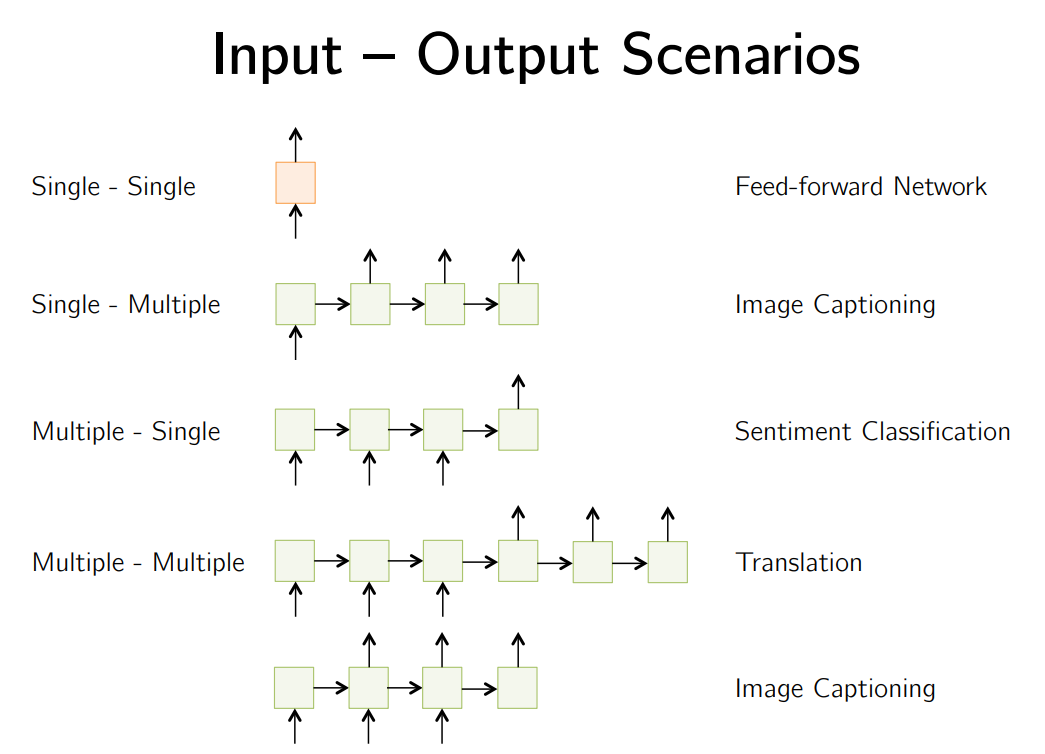 Input – Output Scenarios
Single - Single
Feed-forward Network
Single - Multiple
Image Captioning
Multiple - Single
Sentiment Classification
Multiple - Multiple
Translation
Image Captioning